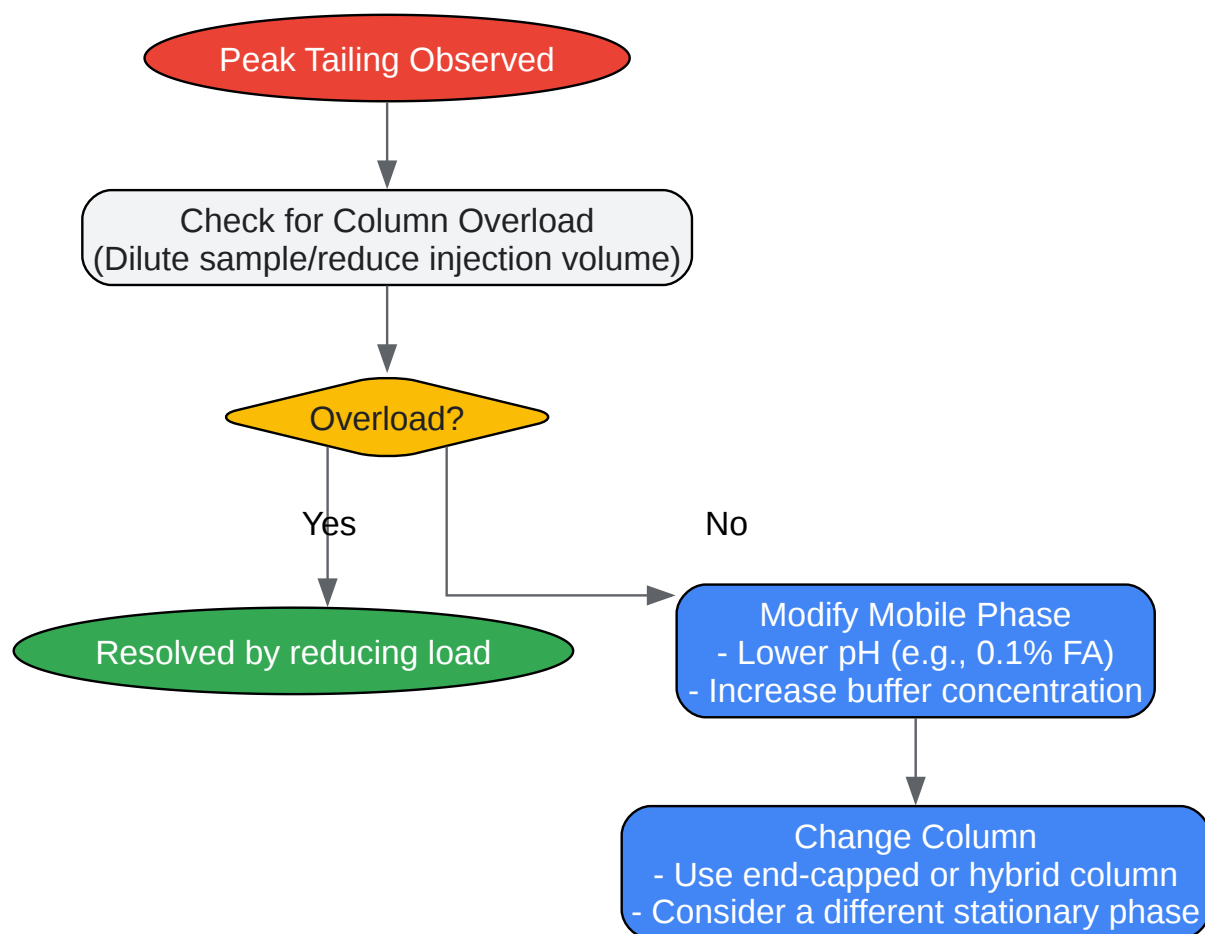 Peak Tailing Observed
Check for Column Overload
(Dilute sample/reduce injection volume)
Overload?
Yes
No
Resolved by reducing load
Modify Mobile Phase
- Lower pH (e.g., 0.1% FA)
- Increase buffer concentration
Change Column
- Use end-capped or hybrid column
- Consider a different stationary phase